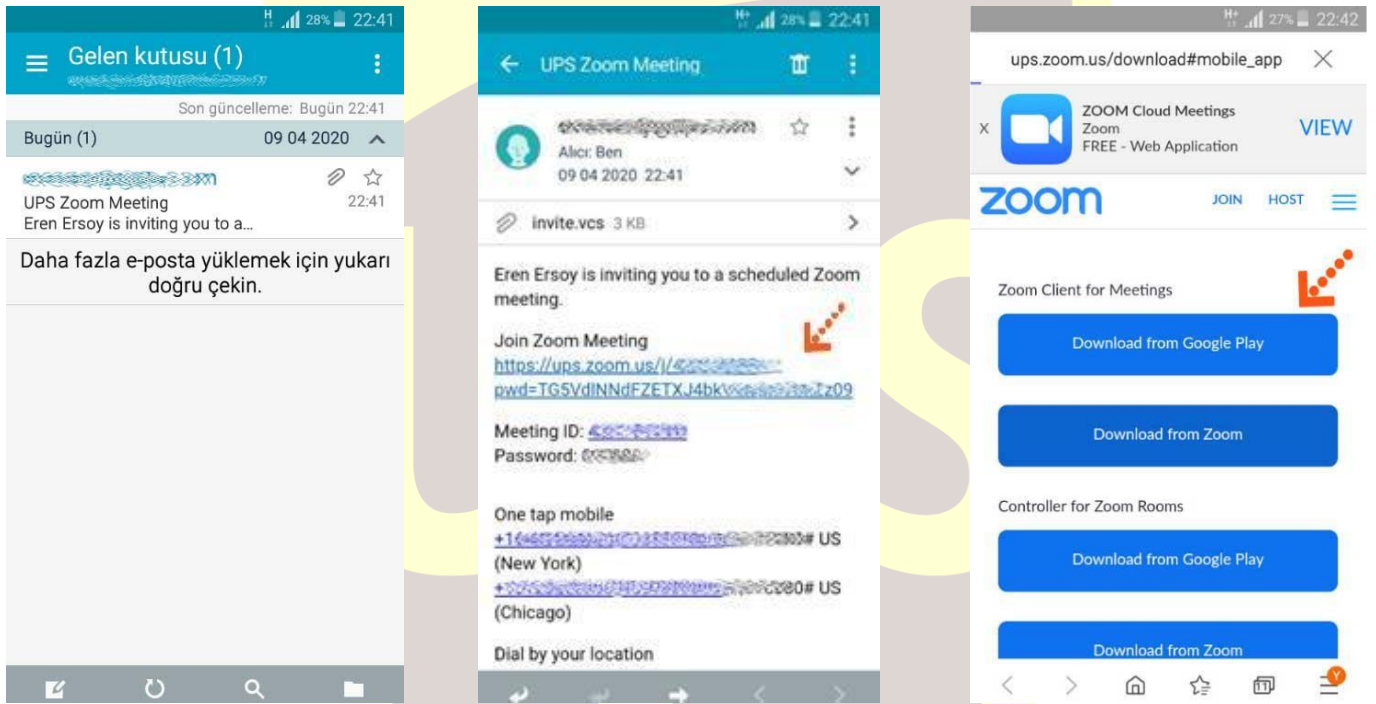 28% 22:41
Gelen kutusu (1)
Son güncelleme: Bugün 22:41
Bugün (1) 09 04 2020
UPS Zoom Meeting 22:41
Eren Ersoy is inviting you to a...
Daha fazla e-posta yüklemek için yukarı
doğru çekin.
H+ 28% 22:41
UPS Zoom Meeting
Alıcı: Ben
09 04 2020 22:41
invite.vcs 3 KB
Eren Ersoy is inviting you to a scheduled Zoom
meeting.
Join Zoom Meeting
https://ups.zoom.us/j/
Meeting ID:
Password:
One tap mobile
US
(New York)
US
(Chicago)
Dial by your location
H+ 27% 22:42
ups.zoom.us/download#mobile_app
ZOOM Cloud Meetings
Zoom
FREE - Web Application
VIEW
zoom JOIN HOST
Zoom Client for Meetings
Download from Google Play
Download from Zoom
Controller for Zoom Rooms
Download from Google Play
Download from Zoom